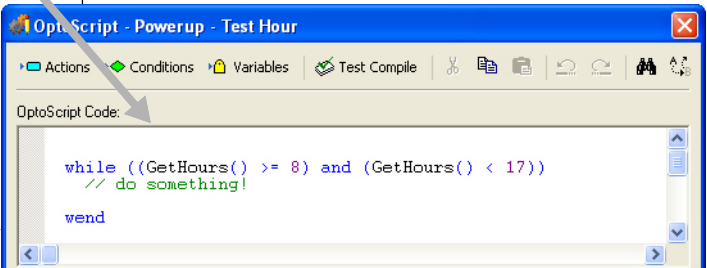 OptoScript - Powerup - Test Hour
Actions Conditions Variables Test Compile
OptoScript Code:
while ((GetHours() >= 8) and (GetHours() < 17))
// do something!
wend